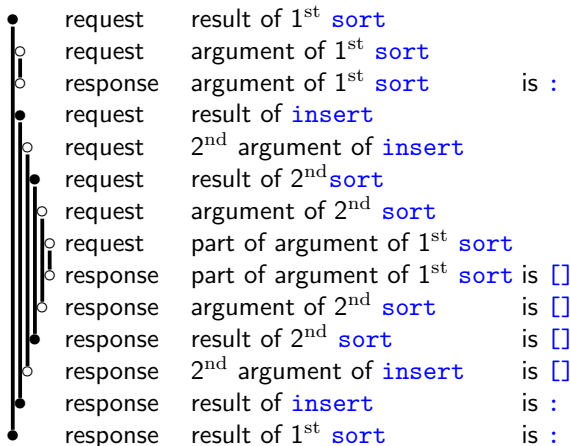 request result of 1st sort
request argument of 1st sort
response argument of 1st sort is :
request result of insert
request 2nd argument of insert
request result of 2ndsort
request argument of 2nd sort
request part of argument of 1st sort
response part of argument of 1st sort is []
response argument of 2nd sort is []
response result of 2nd sort is []
response 2nd argument of insert is []
response result of insert is :
response result of 1st sort is :